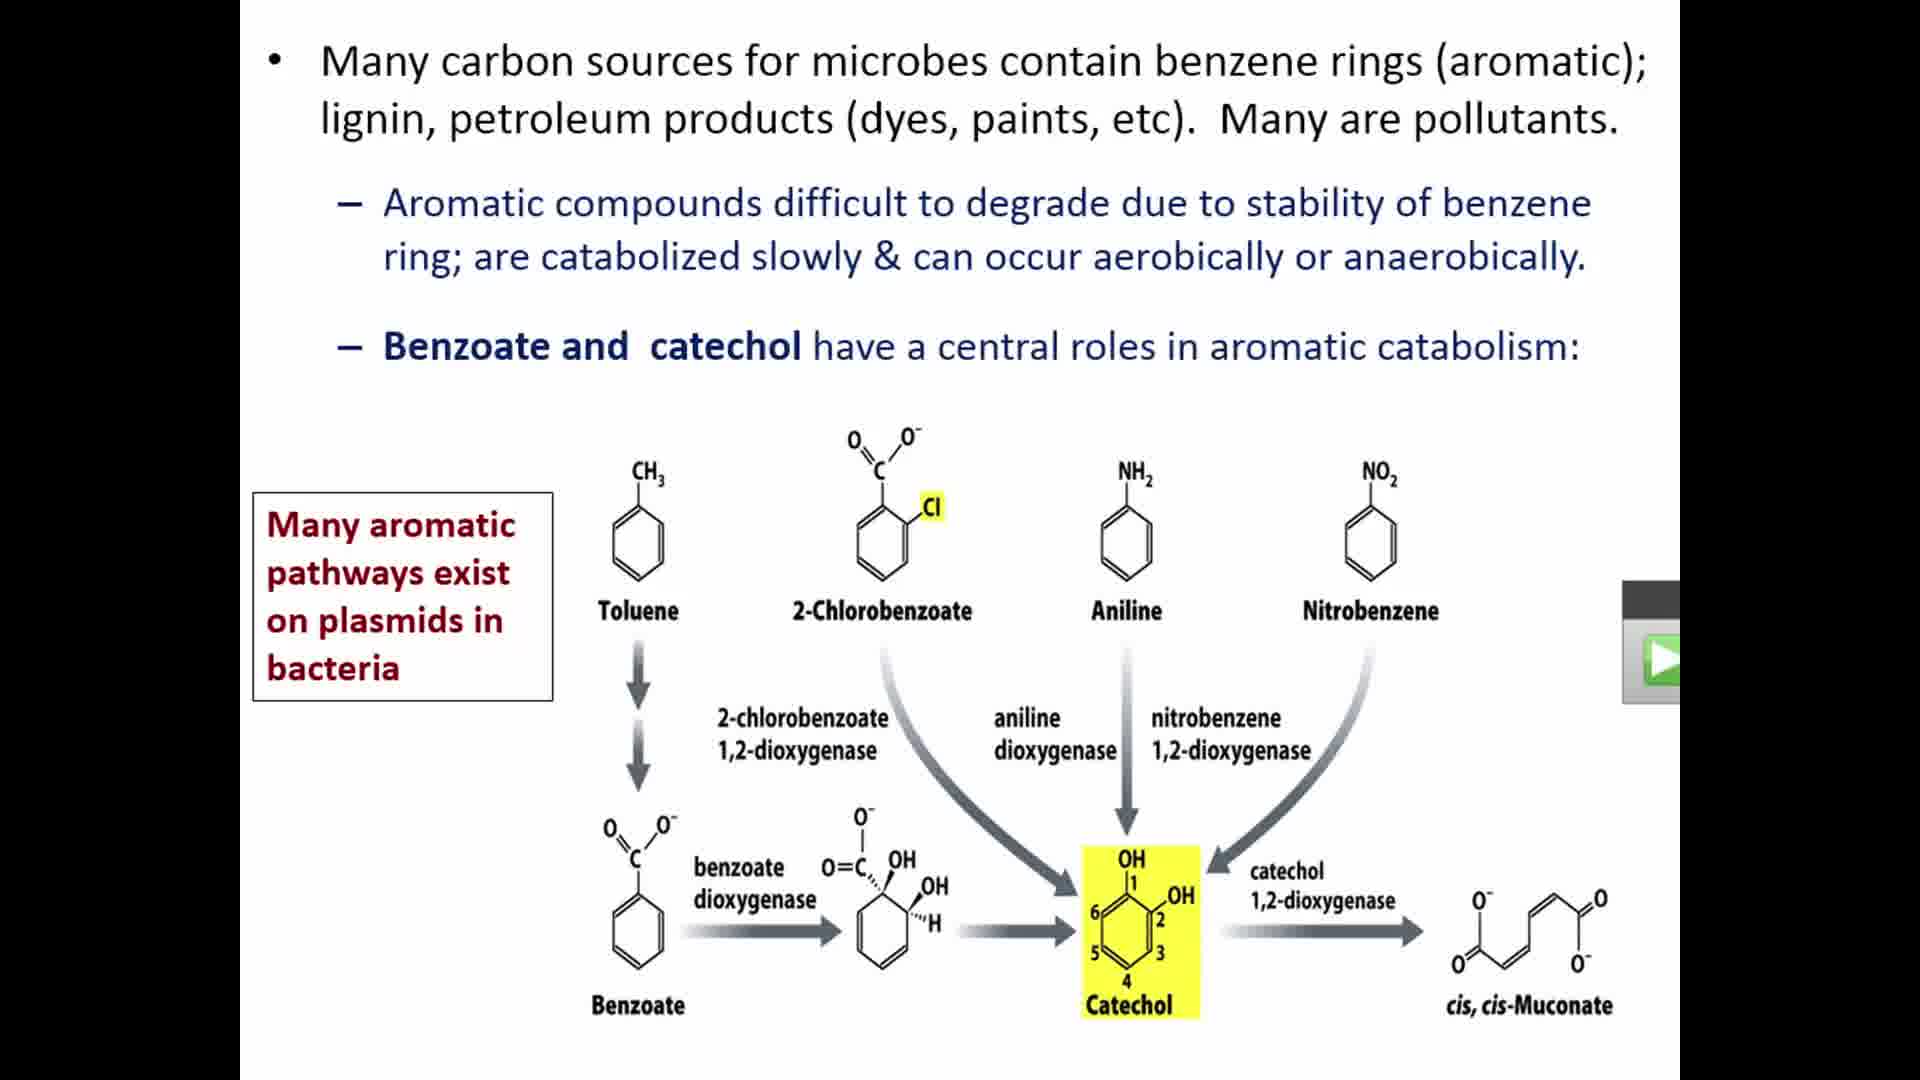 • Many carbon sources for microbes contain benzene rings (aromatic);
lignin, petroleum products (dyes, paints, etc).  Many are pollutants.
– Aromatic compounds difficult to degrade due to stability of benzene
ring; are catabolized slowly & can occur aerobically or anaerobically.
– Benzoate and  catechol have a central roles in aromatic catabolism:
Many aromatic
pathways exist
on plasmids in
bacteria
CH₃
Toluene
O O⁻
C
Cl
2-Chlorobenzoate
NH₂
Aniline
NO₂
Nitrobenzene
2-chlorobenzoate
1,2-dioxygenase
aniline
dioxygenase
nitrobenzene
1,2-dioxygenase
O O⁻
C
Benzoate
benzoate
dioxygenase
O⁻
O=C OH
OH
H
OH
1
OH
6 2
5 3
4
Catechol
catechol
1,2-dioxygenase
O⁻ O
O O⁻
cis, cis-Muconate